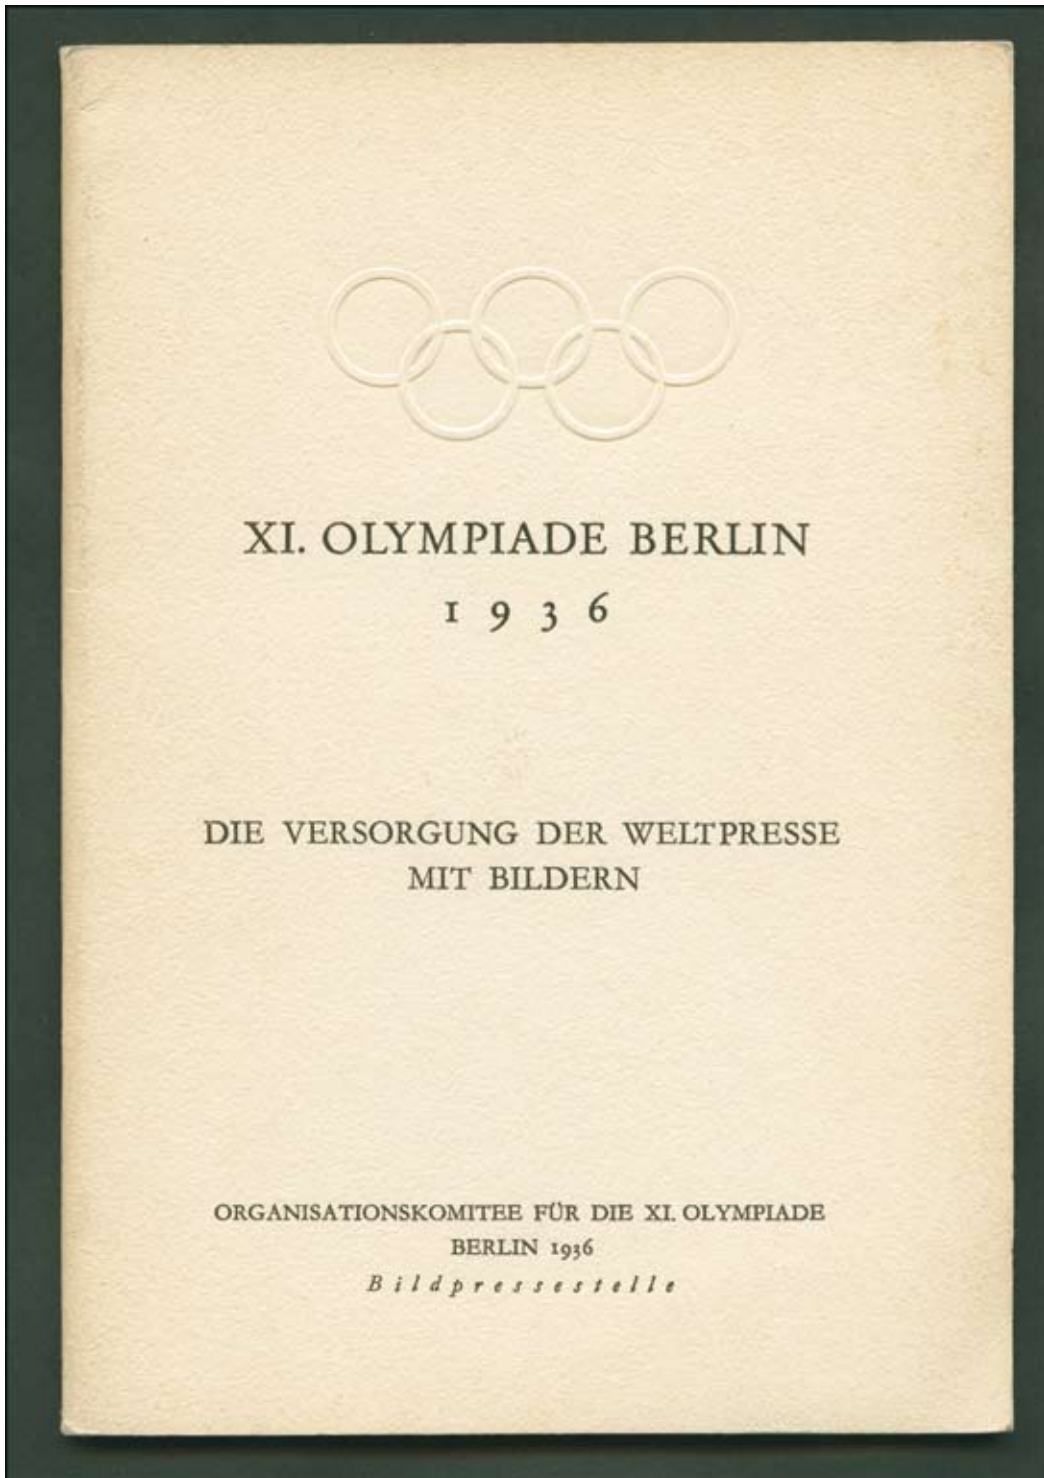 XI. OLYMPIADE BERLIN
1936
DIE VERSORGUNG DER WELTPRESSE
MIT BILDERN
ORGANISATIONSKOMITEE FÜR DIE XI. OLYMPIADE
BERLIN 1936
Bildpressestelle